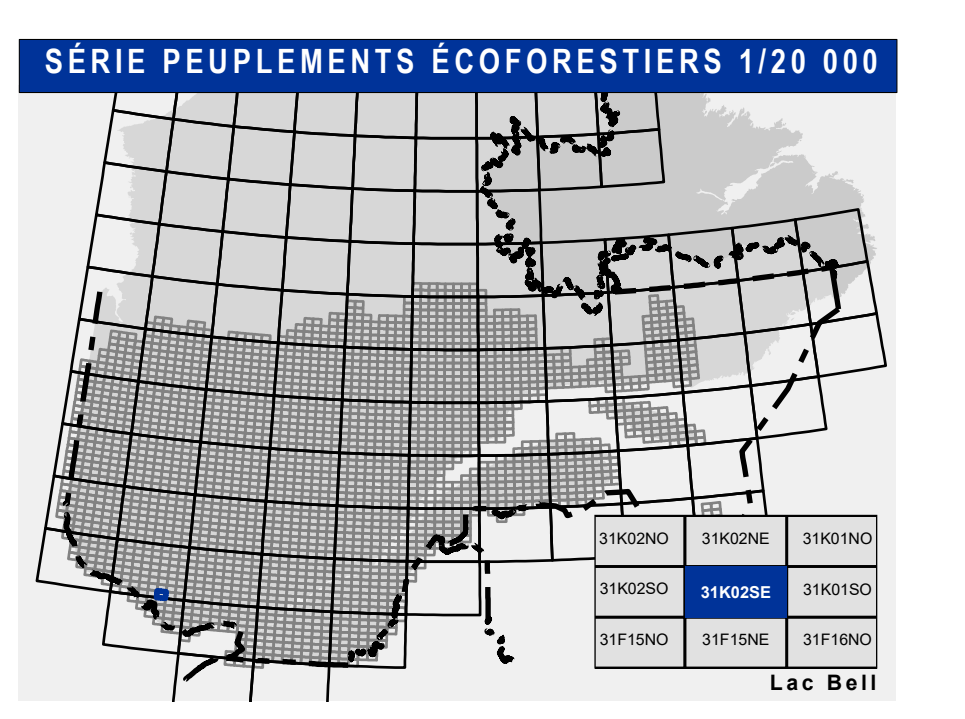 SÉRIE PEUPLEMENTS ÉCOFORESTIERS 1/20 000
31K02NO 31K02NE 31K01NO
31K02SO 31K02SE 31K01SO
31F15NO 31F15NE 31F16NO
Lac Bell